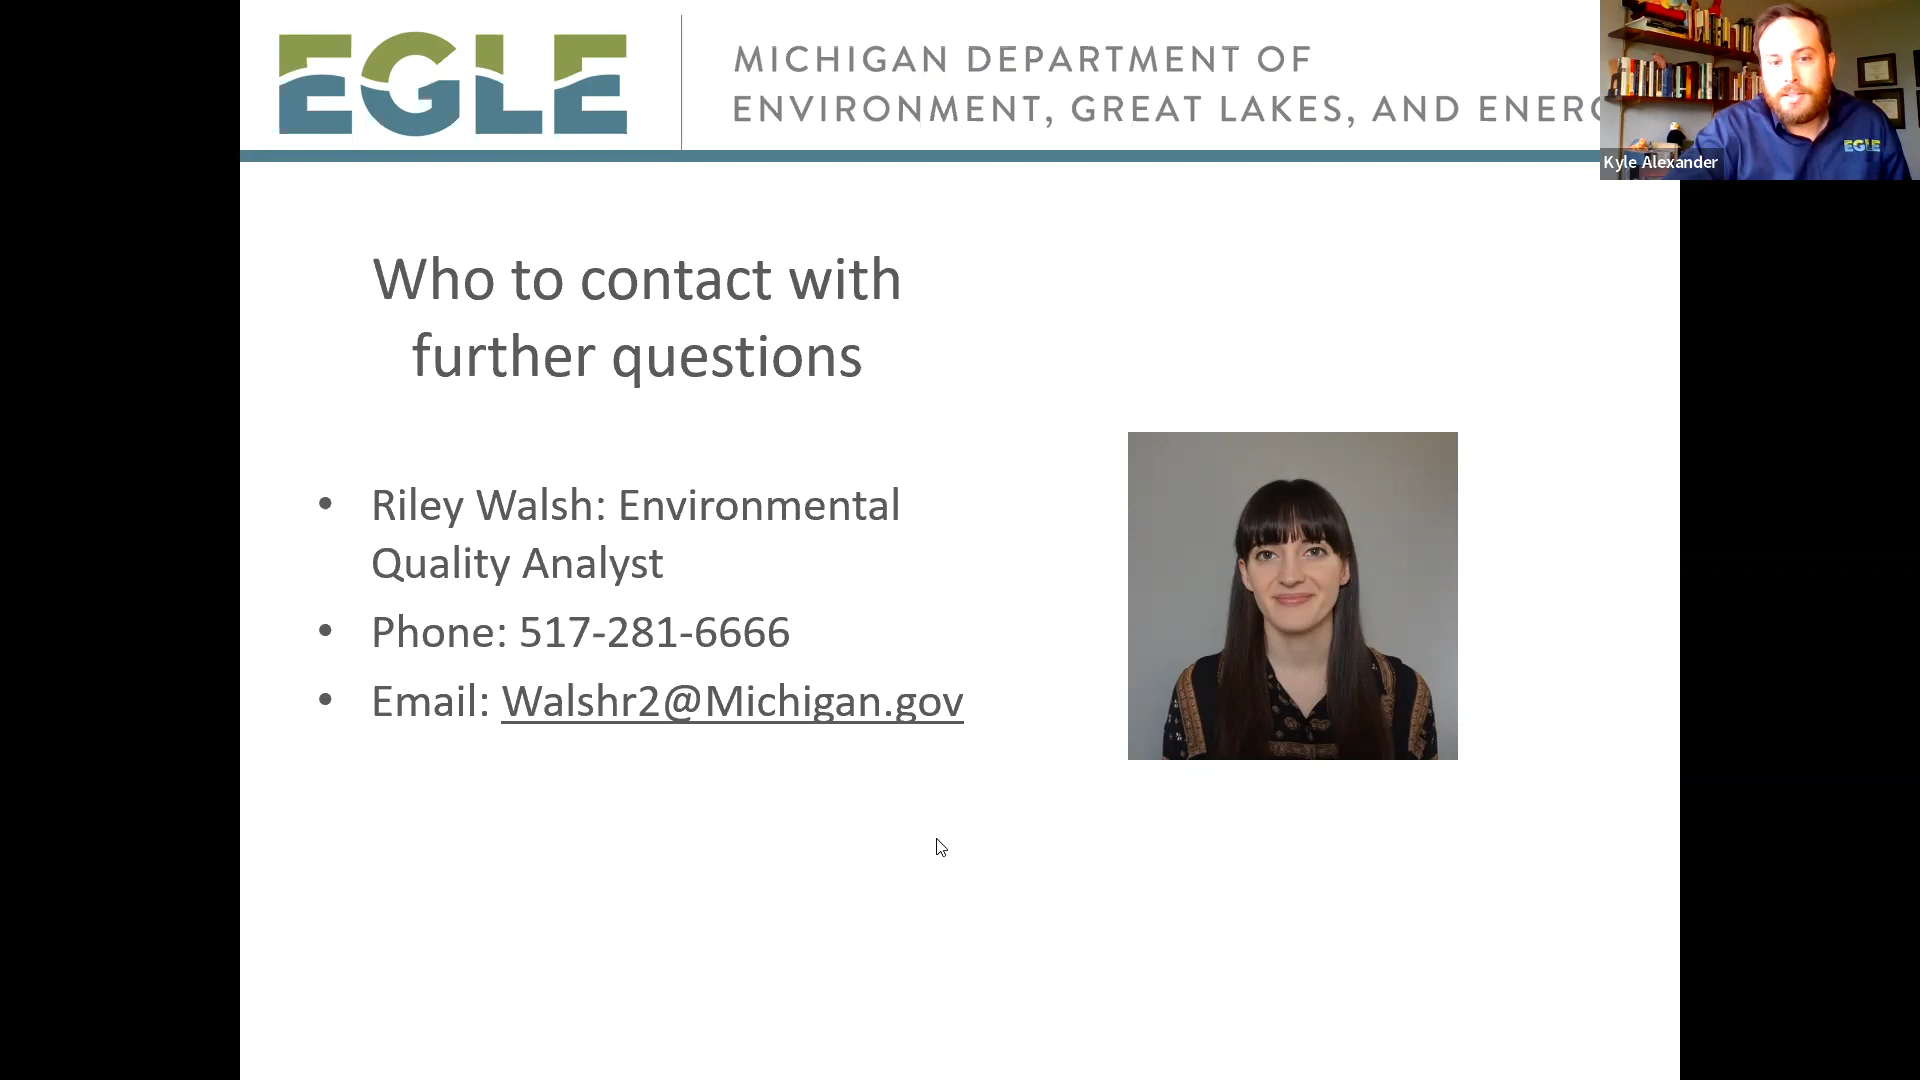 EGLE
MICHIGAN DEPARTMENT OF
ENVIRONMENT, GREAT LAKES, AND
EGLE
Kyle Alexander
Who to contact with
further questions
• Riley Walsh: Environmental
Quality Analyst
• Phone: 517-281-6666
• Email: Walshr2@Michigan.gov